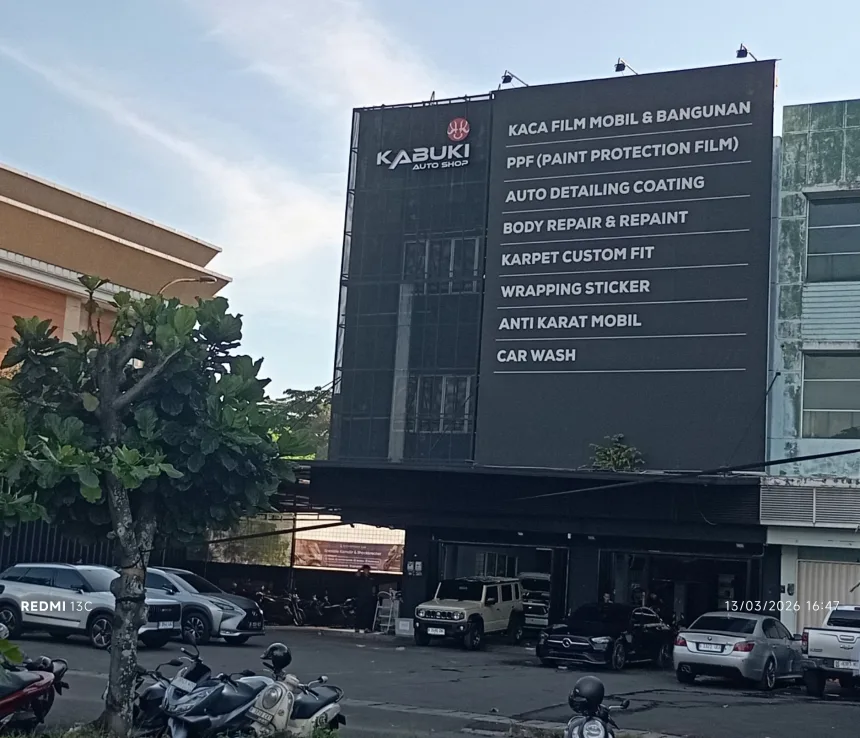 KABUKI
AUTO SHOP
KACA FILM MOBIL & BANGUNAN
PPF (PAINT PROTECTION FILM)
AUTO DETAILING COATING
BODY REPAIR & REPAINT
KARPET CUSTOM FIT
WRAPPING STICKER
ANTI KARAT MOBIL
CAR WASH
REDMI 13C
13/03/2026 16:47